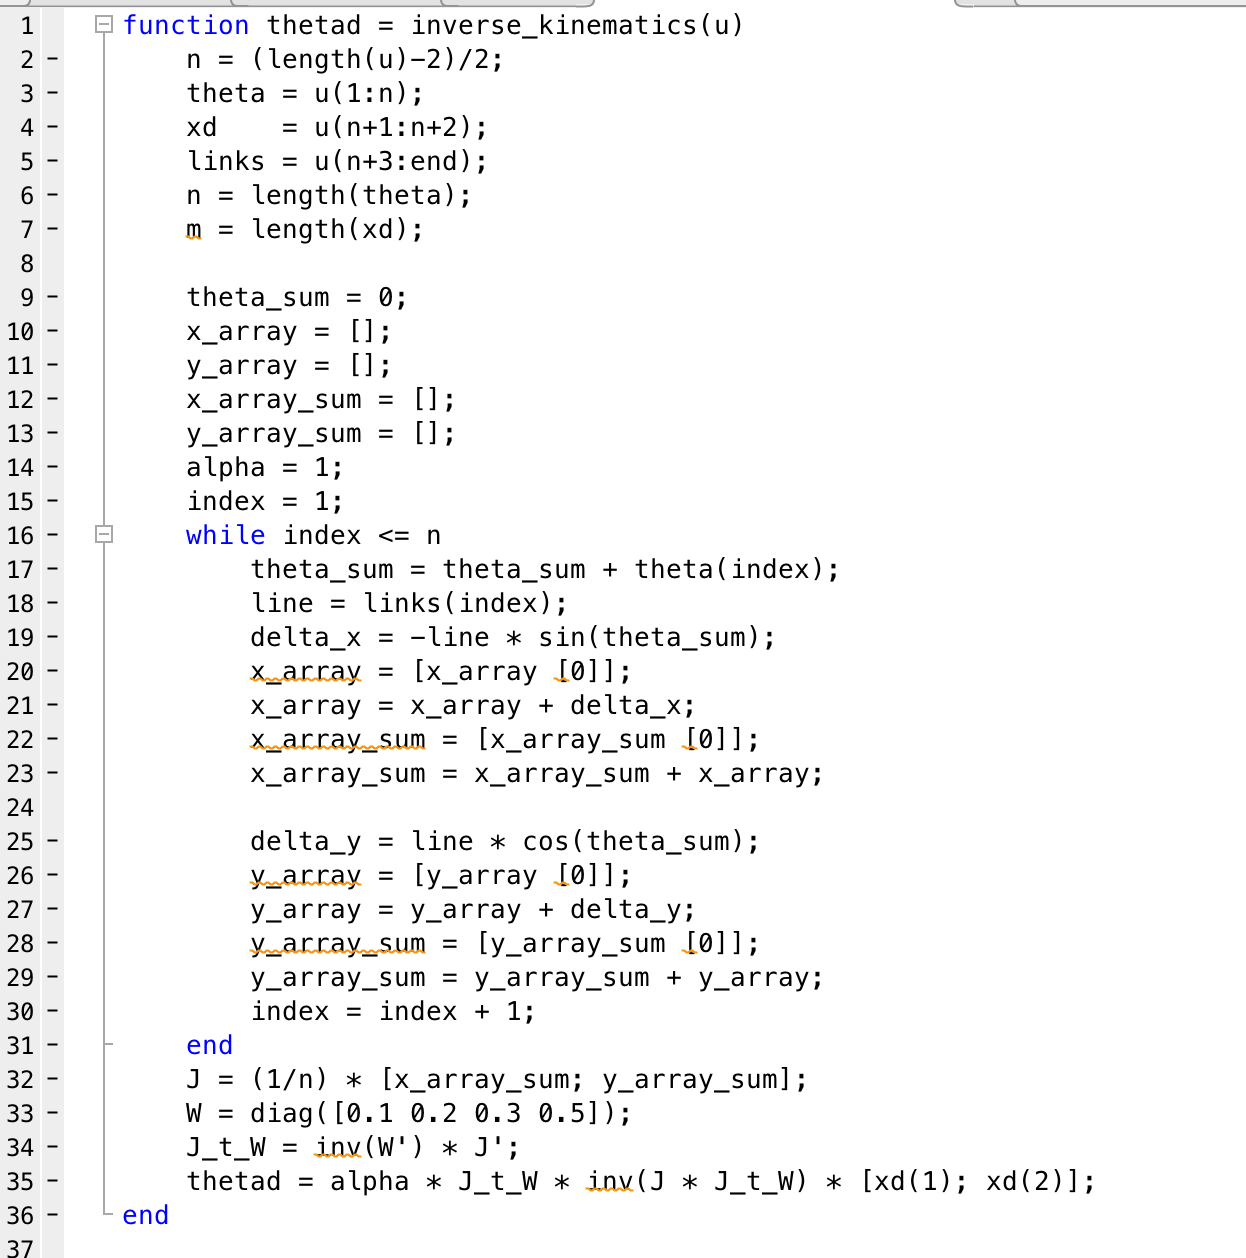 1 function thetad = inverse_kinematics(u)
2 - n = (length(u)-2)/2;
3 - theta = u(1:n);
4 - xd    = u(n+1:n+2);
5 - links = u(n+3:end);
6 - n = length(theta);
7 - m = length(xd);
8
9 - theta_sum = 0;
10 - x_array = [];
11 - y_array = [];
12 - x_array_sum = [];
13 - y_array_sum = [];
14 - alpha = 1;
15 - index = 1;
16 - while index <= n
17 - theta_sum = theta_sum + theta(index);
18 - line = links(index);
19 - delta_x = -line * sin(theta_sum);
20 - x_array = [x_array [0]];
21 - x_array = x_array + delta_x;
22 - x_array_sum = [x_array_sum [0]];
23 - x_array_sum = x_array_sum + x_array;
24
25 - delta_y = line * cos(theta_sum);
26 - y_array = [y_array [0]];
27 - y_array = y_array + delta_y;
28 - y_array_sum = [y_array_sum [0]];
29 - y_array_sum = y_array_sum + y_array;
30 - index = index + 1;
31 - end
32 - J = (1/n) * [x_array_sum; y_array_sum];
33 - W = diag([0.1 0.2 0.3 0.5]);
34 - J_t_W = inv(W') * J';
35 - thetad = alpha * J_t_W * inv(J * J_t_W) * [xd(1); xd(2)];
36 - end
37